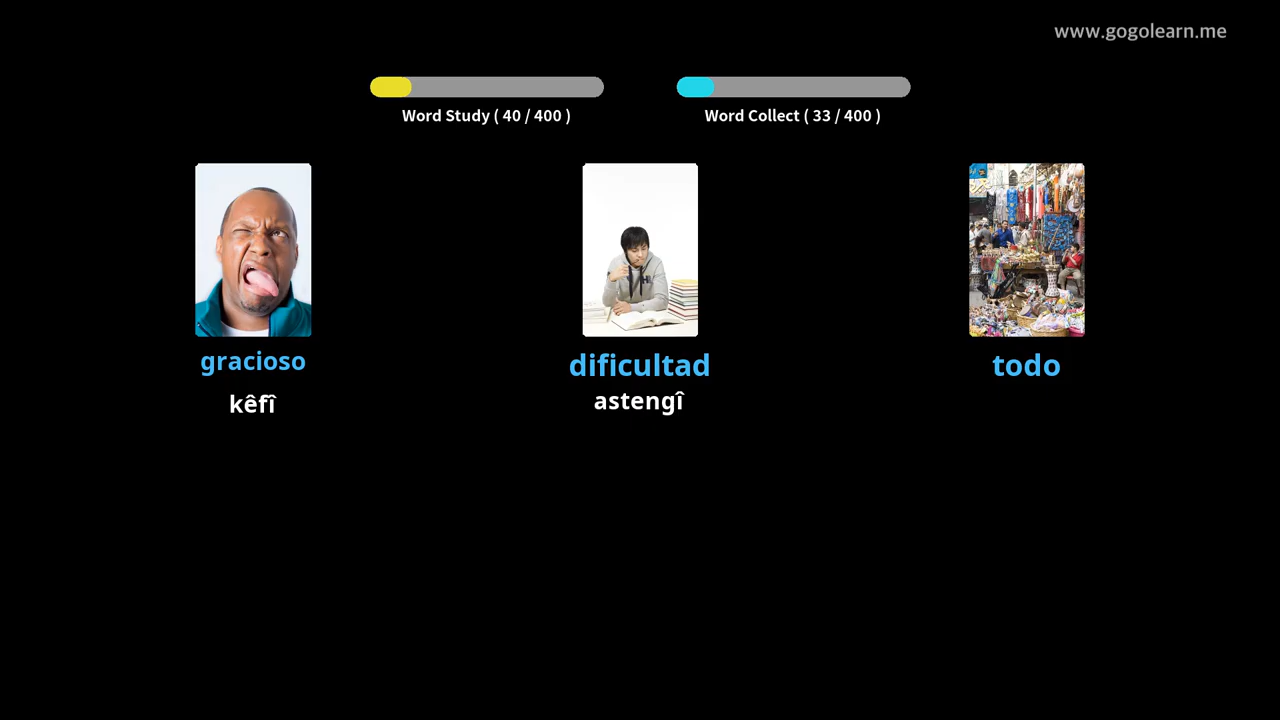 www.gogolearn.me
Word Study ( 40 / 400 )
Word Collect ( 33 / 400 )
gracioso
kêfî
dificultad
astengî
todo